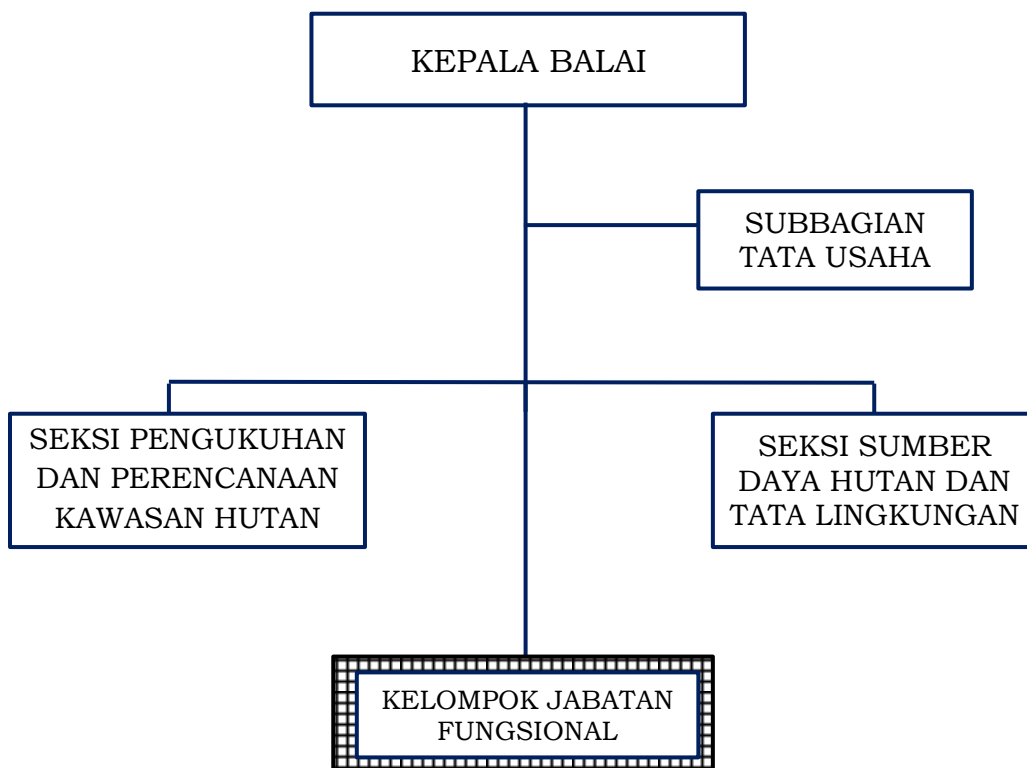 KEPALA BALAI
SUBBAGIAN
TATA USAHA
SEKSI PENGUKUHAN
DAN PERENCANAAN
KAWASAN HUTAN
SEKSI SUMBER
DAYA HUTAN DAN
TATA LINGKUNGAN
KELOMPOK JABATAN
FUNGSIONAL